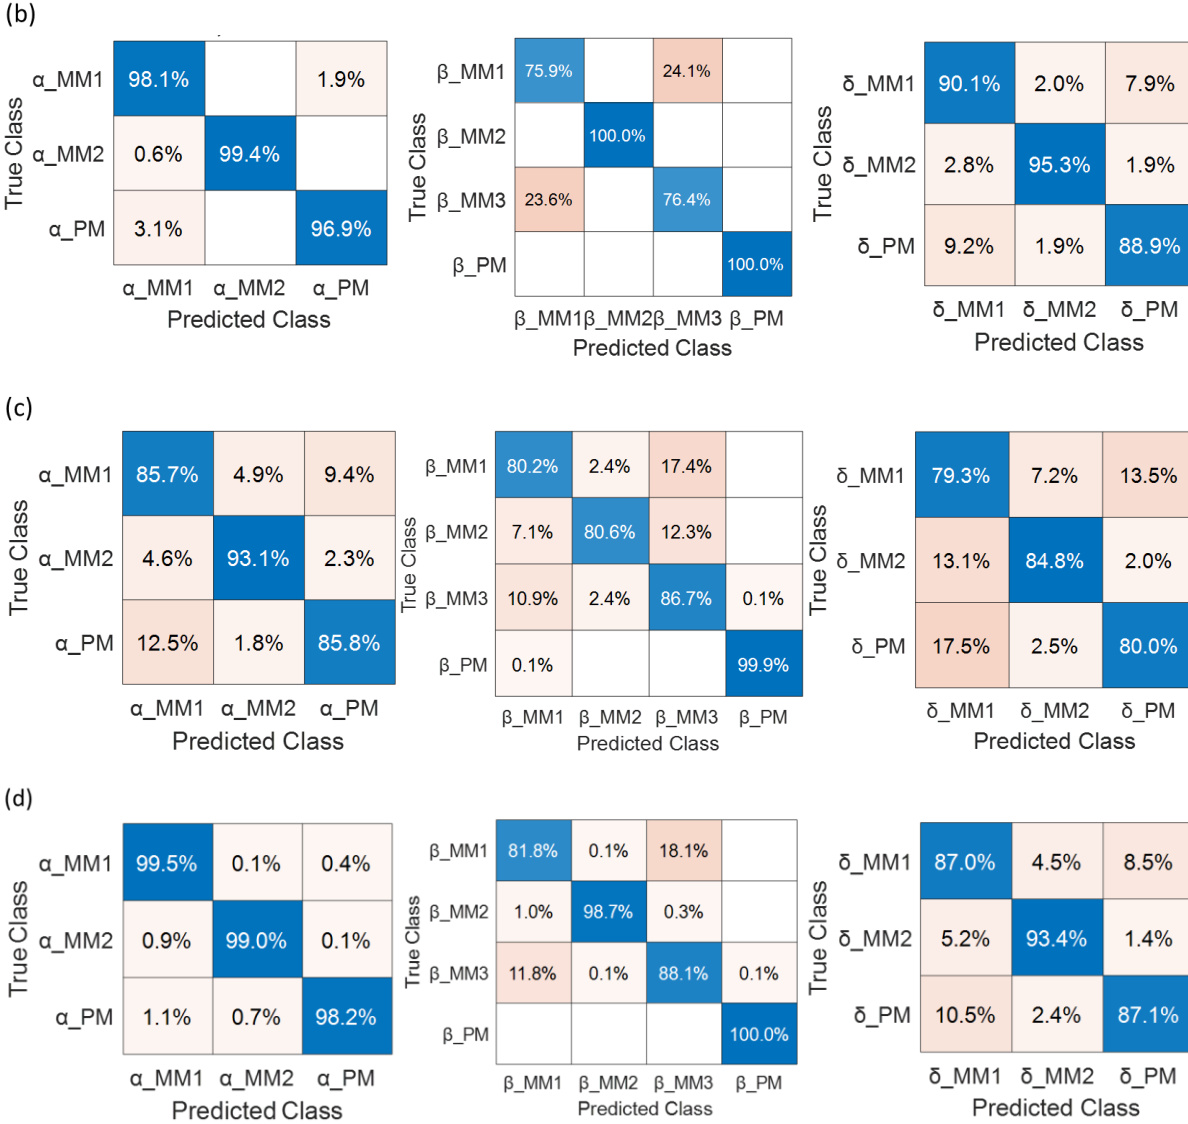 (b)
True Class
α_MM1 98.1% 1.9%
α_MM2 0.6% 99.4%
α_PM 3.1% 96.9%
α_MM1 α_MM2 α_PM
Predicted Class
True Class
β_MM1 75.9% 24.1%
β_MM2 100.0%
β_MM3 23.6% 76.4%
β_PM 100.0%
β_MM1 β_MM2 β_MM3 β_PM
Predicted Class
True Class
δ_MM1 90.1% 2.0% 7.9%
δ_MM2 2.8% 95.3% 1.9%
δ_PM 9.2% 1.9% 88.9%
δ_MM1 δ_MM2 δ_PM
Predicted Class
(c)
True Class
α_MM1 85.7% 4.9% 9.4%
α_MM2 4.6% 93.1% 2.3%
α_PM 12.5% 1.8% 85.8%
α_MM1 α_MM2 α_PM
Predicted Class
True Class
β_MM1 80.2% 2.4% 17.4%
β_MM2 7.1% 80.6% 12.3%
β_MM3 10.9% 2.4% 86.7% 0.1%
β_PM 0.1% 99.9%
β_MM1 β_MM2 β_MM3 β_PM
Predicted Class
True Class
δ_MM1 79.3% 7.2% 13.5%
δ_MM2 13.1% 84.8% 2.0%
δ_PM 17.5% 2.5% 80.0%
δ_MM1 δ_MM2 δ_PM
Predicted Class
(d)
True Class
α_MM1 99.5% 0.1% 0.4%
α_MM2 0.9% 99.0% 0.1%
α_PM 1.1% 0.7% 98.2%
α_MM1 α_MM2 α_PM
Predicted Class
True Class
β_MM1 81.8% 0.1% 18.1%
β_MM2 1.0% 98.7% 0.3%
β_MM3 11.8% 0.1% 88.1% 0.1%
β_PM 100.0%
β_MM1 β_MM2 β_MM3 β_PM
Predicted Class
True Class
δ_MM1 87.0% 4.5% 8.5%
δ_MM2 5.2% 93.4% 1.4%
δ_PM 10.5% 2.4% 87.1%
δ_MM1 δ_MM2 δ_PM
Predicted Class